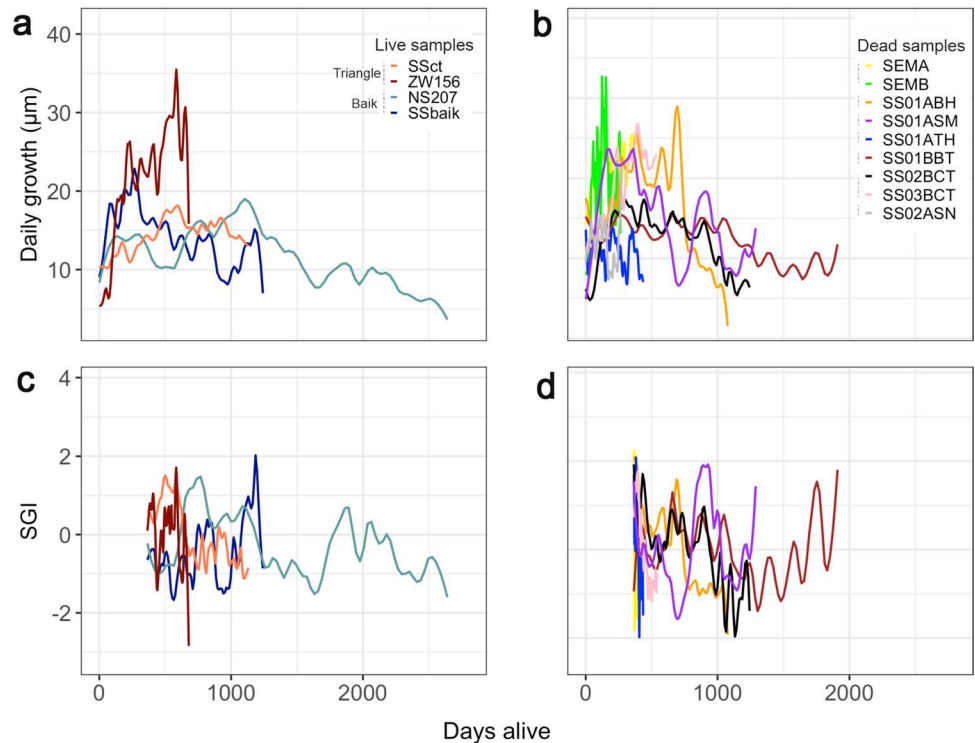 a
b
Daily growth (µm)
40
30
20
10
Live samples
Triangle
SSct
ZW156
Baik
NS207
SSbaik
Dead samples
SEMA
SEMB
SS01ABH
SS01ASM
SS01ATH
SS01BBT
SS02BCT
SS03BCT
SS02ASN
c
d
SGI
4
2
0
-2
0
1000
2000
0
1000
2000
Days alive